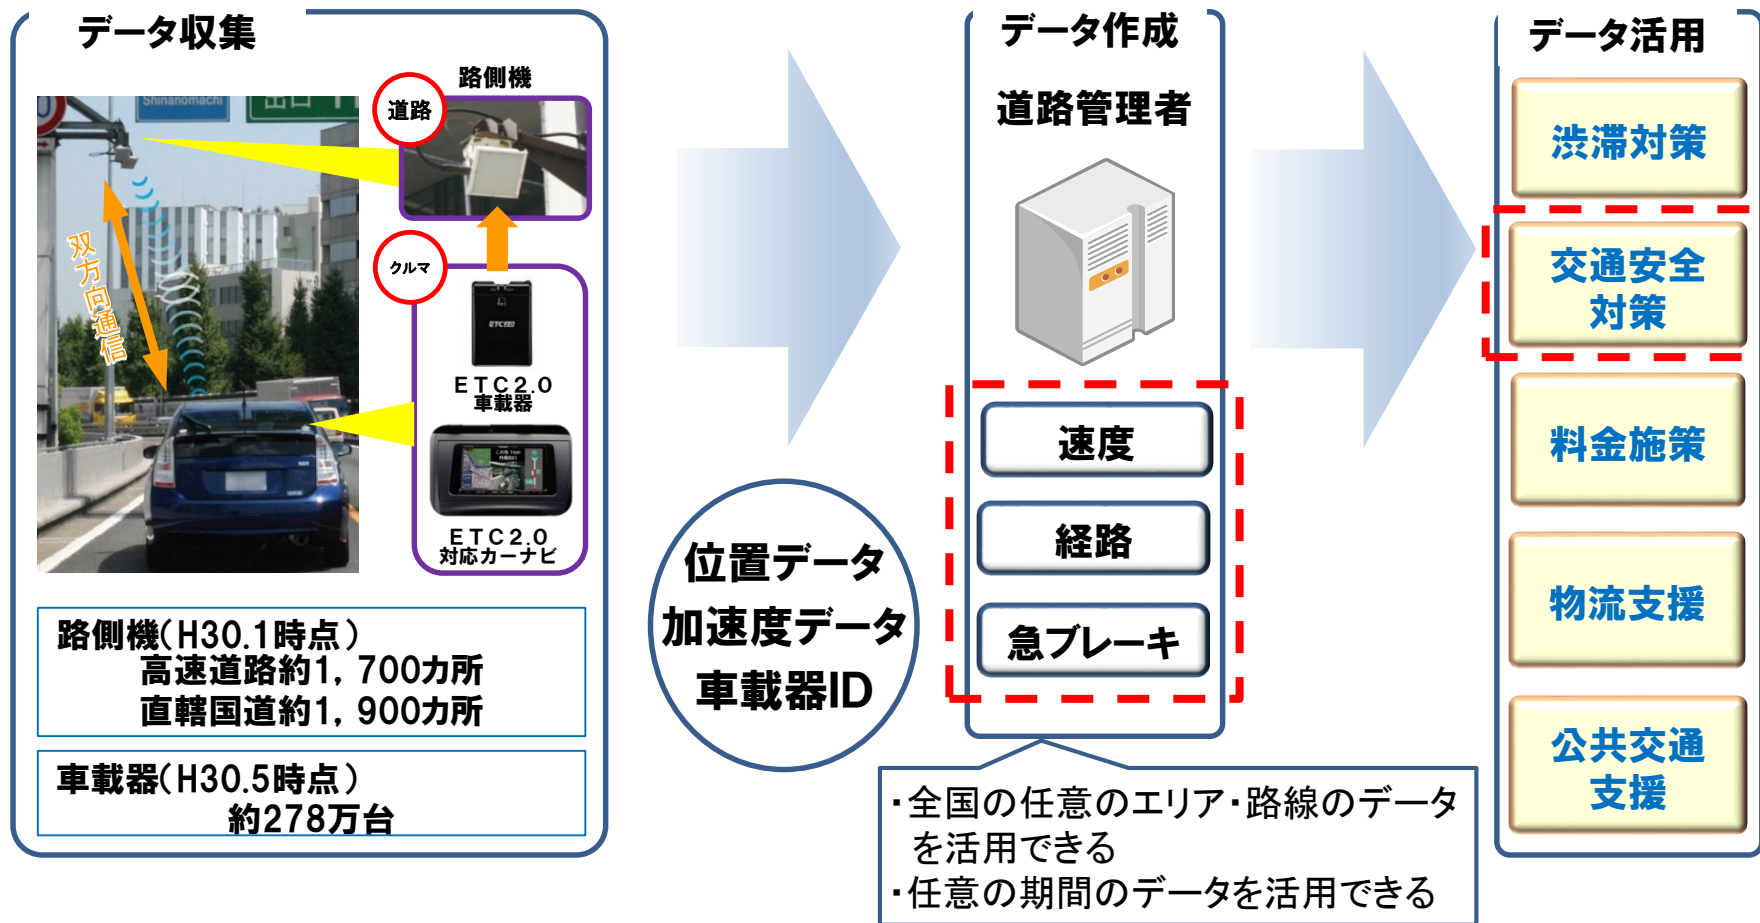 データ収集
路側機
道路
Shinanomachi
出口
双方向通信
クルマ
ETC2.0
車載器
ETC2.0
対応カーナビ
路側機(H30.1時点)
高速道路約1,700カ所
直轄国道約1,900カ所
車載器(H30.5時点)
約278万台
位置データ
加速度データ
車載器ID
データ作成
道路管理者
速度
経路
急ブレーキ
・全国の任意のエリア・路線のデータ
を活用できる
・任意の期間のデータを活用できる
データ活用
渋滞対策
交通安全
対策
料金施策
物流支援
公共交通
支援